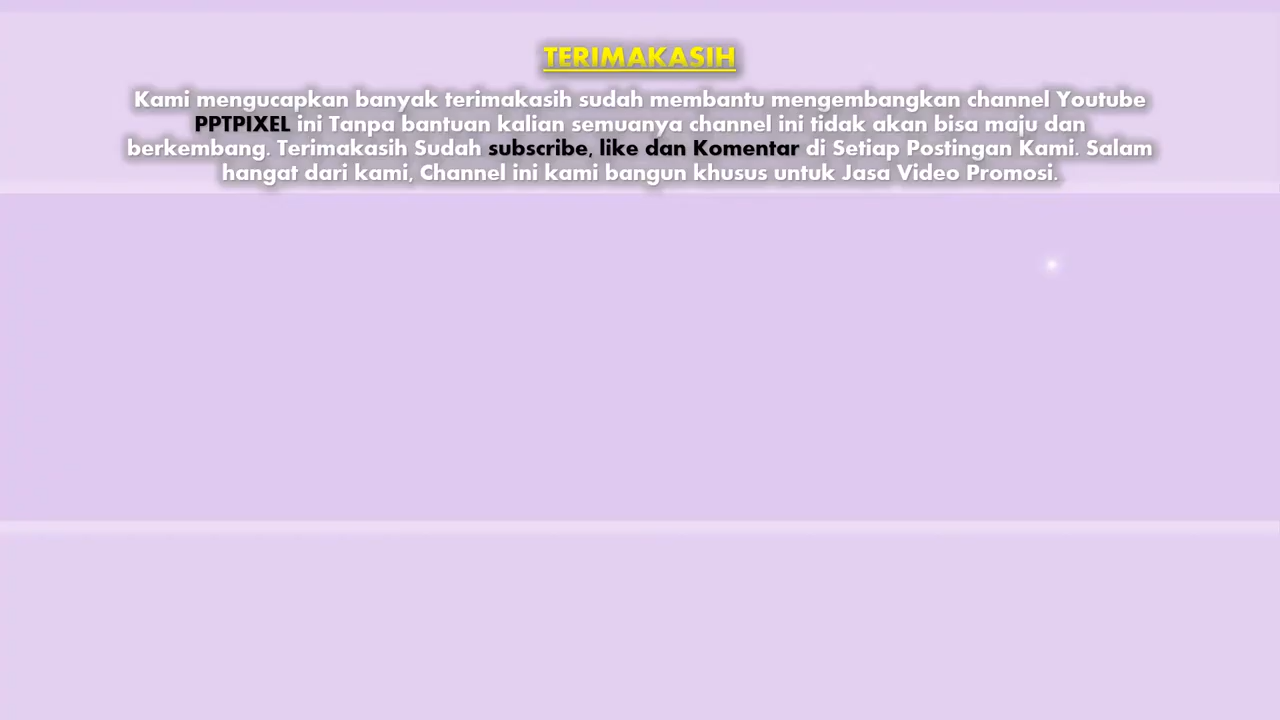 TERIMAKASIH
Kami mengucapkan banyak terimakasih sudah membantu mengembangkan channel Youtube
PPTPIXEL ini Tanpa bantuan kalian semuanya channel ini tidak akan bisa maju dan
berkembang. Terimakasih Sudah subscribe, like dan Komentar di Setiap Postingan Kami. Salam
hangat dari kami, Channel ini kami bangun khusus untuk Jasa Video Promosi.